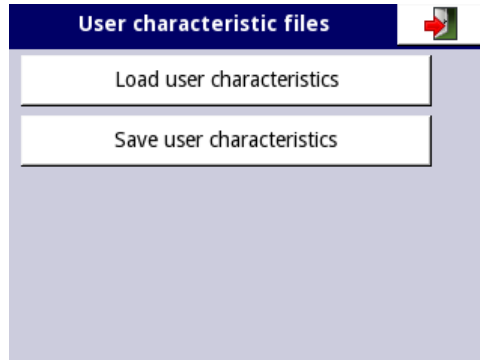 User characteristic files
Load user characteristics
Save user characteristics